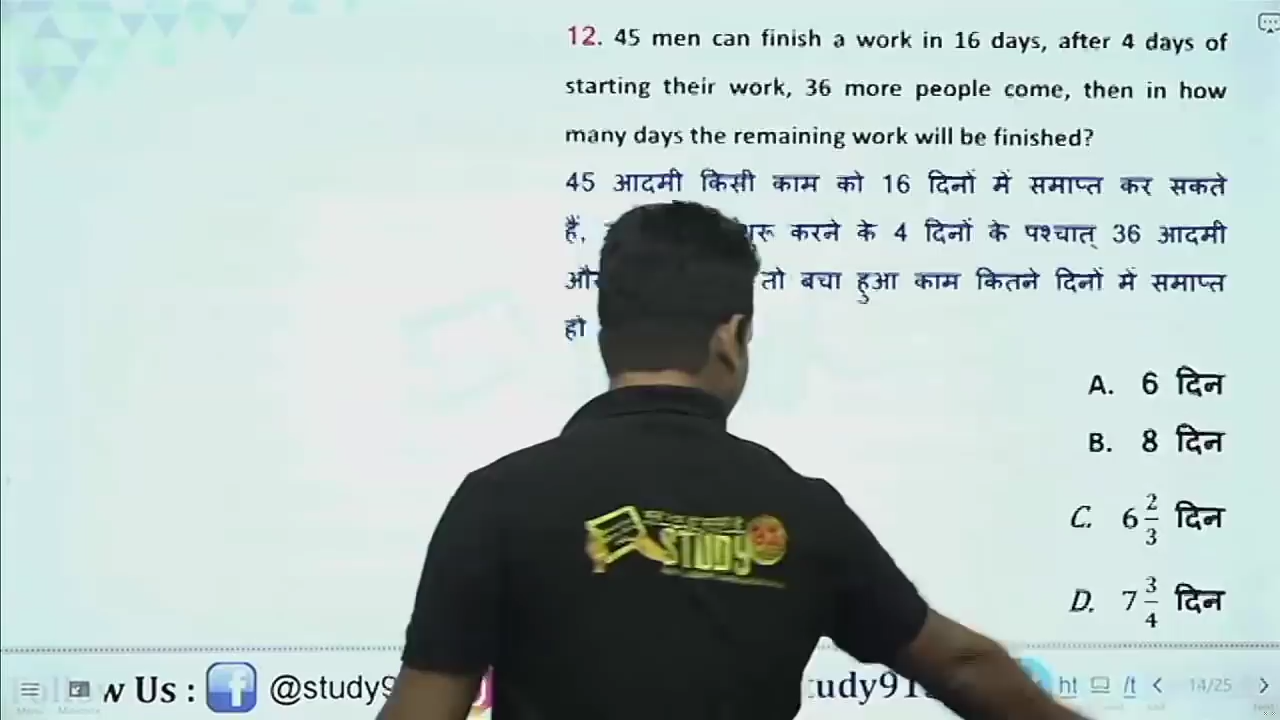 12. 45 men can finish a work in 16 days, after 4 days of
starting their work, 36 more people come, then in how
many days the remaining work will be finished?
45 आदमी किसी काम को 16 दिनों में समाप्त कर सकते
हैं, करने के 4 दिनों के पश्चात् 36 आदमी
तो बचा हुआ काम कितने दिनों में समाप्त
हो
A. 6 दिन
B. 8 दिन
C. 6 2/3 दिन
D. 7 3/4 दिन
STUDY
w Us :
@study9
ht
/t
14/25